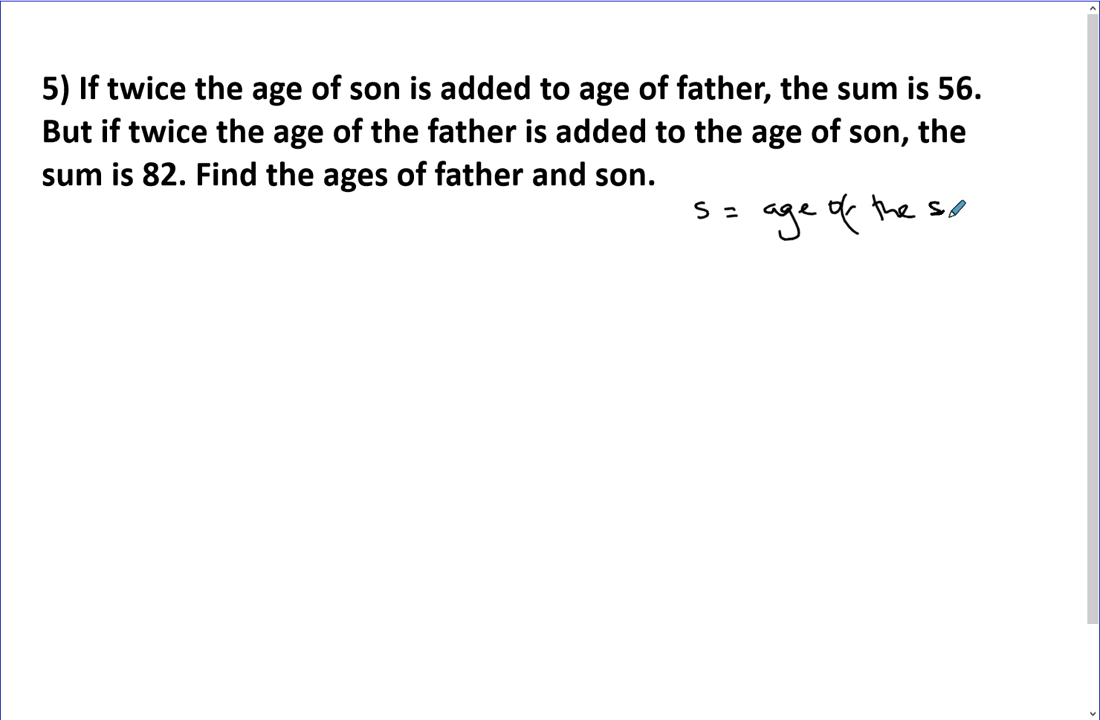 5) If twice the age of son is added to age of father, the sum is 56.
But if twice the age of the father is added to the age of son, the
sum is 82. Find the ages of father and son.
s = age of the s